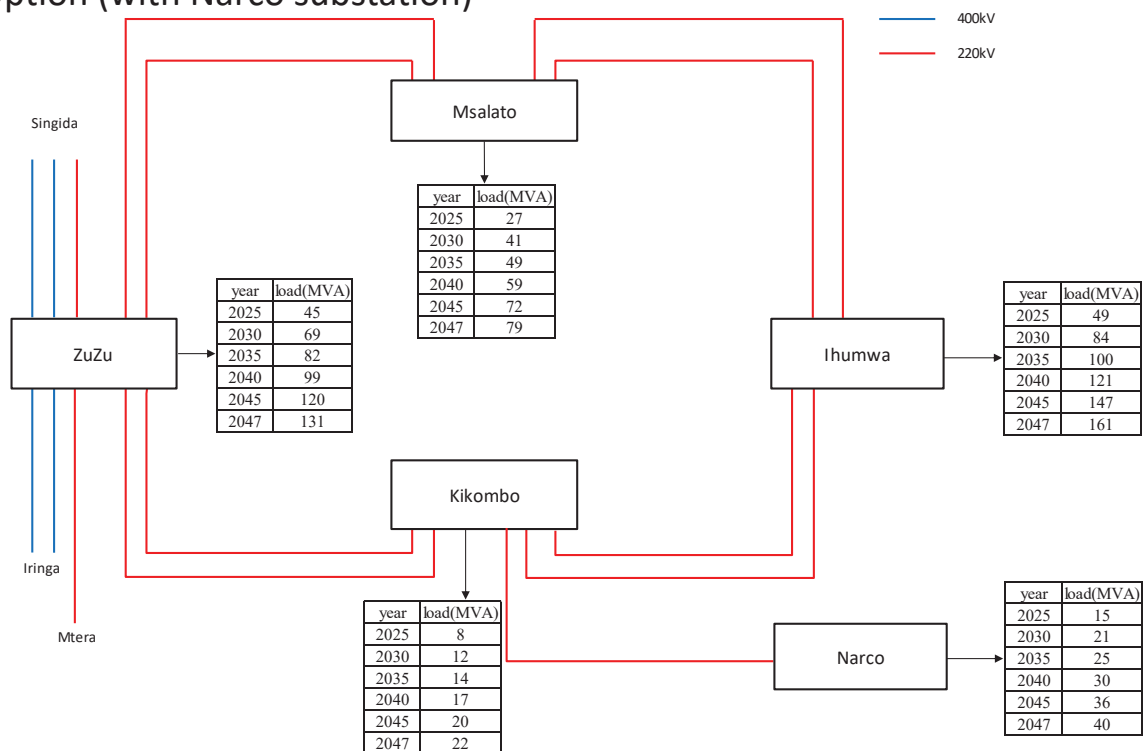 ption (with Narco substation)
400kV
220kV
Msalato
Singida
year load(MVA)
2025 27
2030 41
2035 49
2040 59
2045 72
2047 79
ZuZu
year load(MVA)
2025 45
2030 69
2035 82
2040 99
2045 120
2047 131
Ihumwa
year load(MVA)
2025 49
2030 84
2035 100
2040 121
2045 147
2047 161
Kikombo
Iringa
Mtera
year load(MVA)
2025 8
2030 12
2035 14
2040 17
2045 20
2047 22
Narco
year load(MVA)
2025 15
2030 21
2035 25
2040 30
2045 36
2047 40